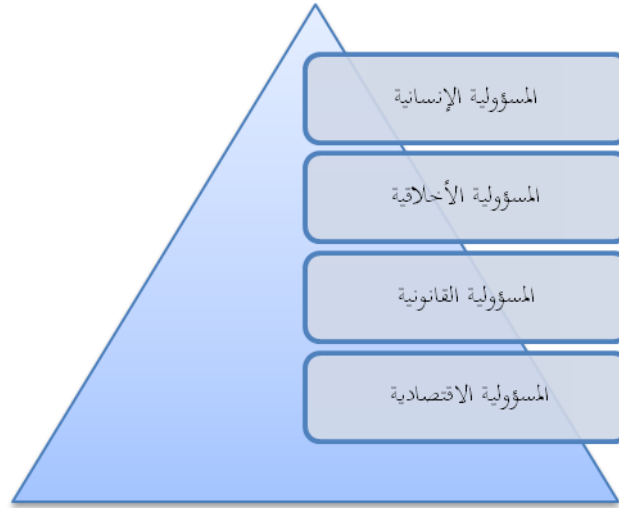 المسؤولية الإنسانية
المسؤولية الأخلاقية
المسؤولية القانونية
المسؤولية الاقتصادية